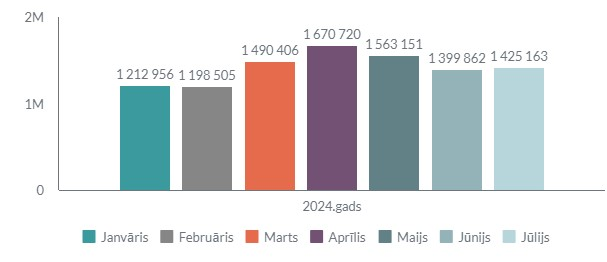 2M
1 670 720
1 563 151
1 490 406
1 399 862
1 425 163
1 212 956
1 198 505
1M
0
2024.gads
Janvāris
Februāris
Marts
Aprīlis
Maijs
Jūnijs
Jūlijs